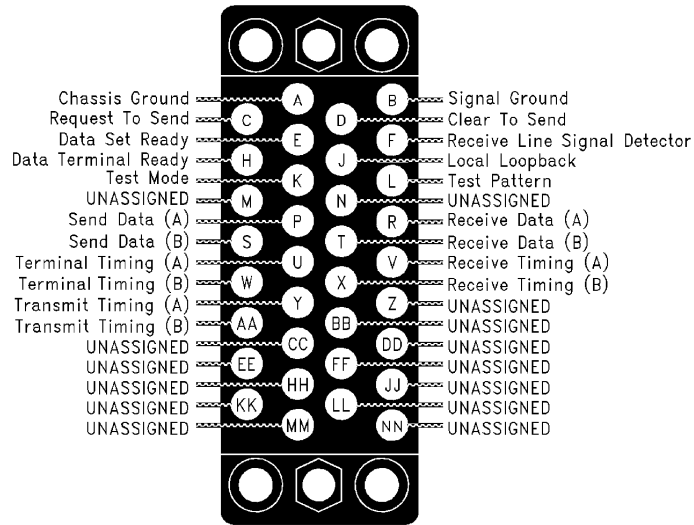 Chassis Ground A B Signal Ground
Request To Send C D Clear To Send
Data Set Ready E F Receive Line Signal Detector
Data Terminal Ready H J Local Loopback
Test Mode K L Test Pattern
UNASSIGNED M N UNASSIGNED
Send Data (A) P R Receive Data (A)
Send Data (B) S T Receive Data (B)
Terminal Timing (A) U V Receive Timing (A)
Terminal Timing (B) W X Receive Timing (B)
Transmit Timing (A) Y Z UNASSIGNED
Transmit Timing (B) AA BB UNASSIGNED
UNASSIGNED CC DD UNASSIGNED
UNASSIGNED EE FF UNASSIGNED
UNASSIGNED HH JJ UNASSIGNED
UNASSIGNED KK LL UNASSIGNED
UNASSIGNED MM NN UNASSIGNED